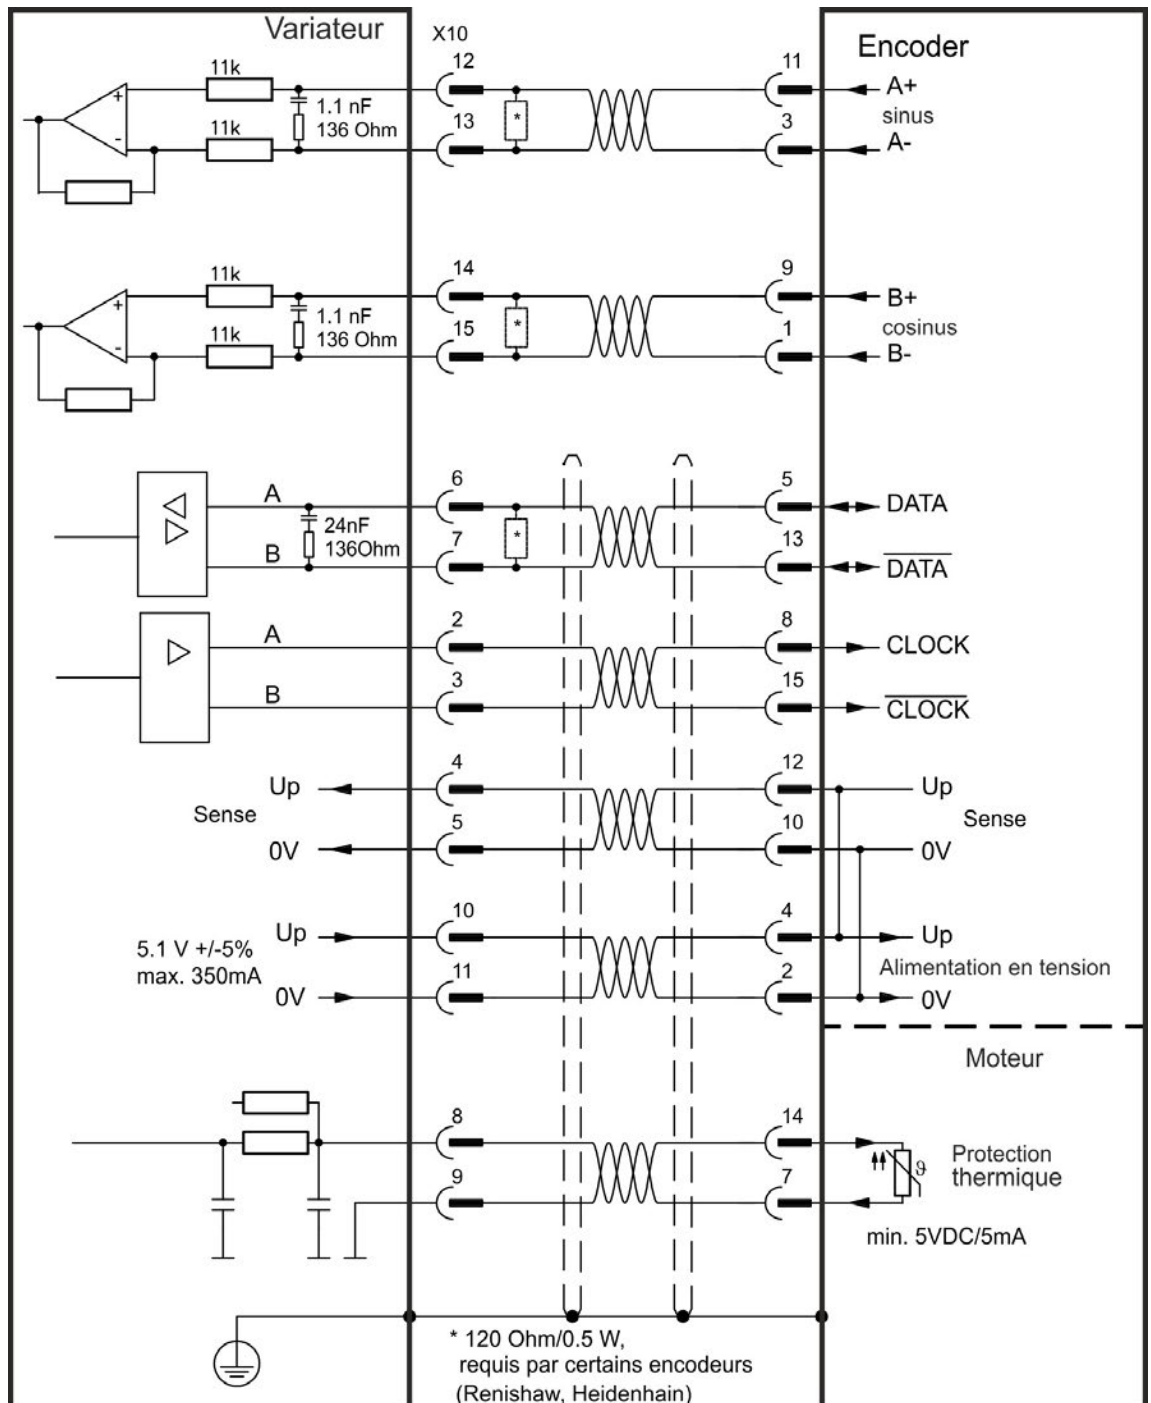 Variateur
X10
Encoder
12
11
11k
+
1.1 nF
A+
sinus
*
11k
136 Ohm
13
3
-
A-
14
9
11k
+
1.1 nF
B+
cosinus
*
11k
136 Ohm
15
1
-
B-
6
5
A
DATA
24nF
*
136Ohm
7
13
B
DATA
2
8
A
CLOCK
3
15
B
CLOCK
4
12
Up
Up
Sense
Sense
5
10
0V
0V
10
4
Up
Up
5.1 V +/-5%
max. 350mA
Alimentation en tension
11
2
0V
0V
Moteur
8
14
Protection
thermique
ϑ
9
7
min. 5VDC/5mA
* 120 Ohm/0.5 W,
requis par certains encodeurs
(Renishaw, Heidenhain)